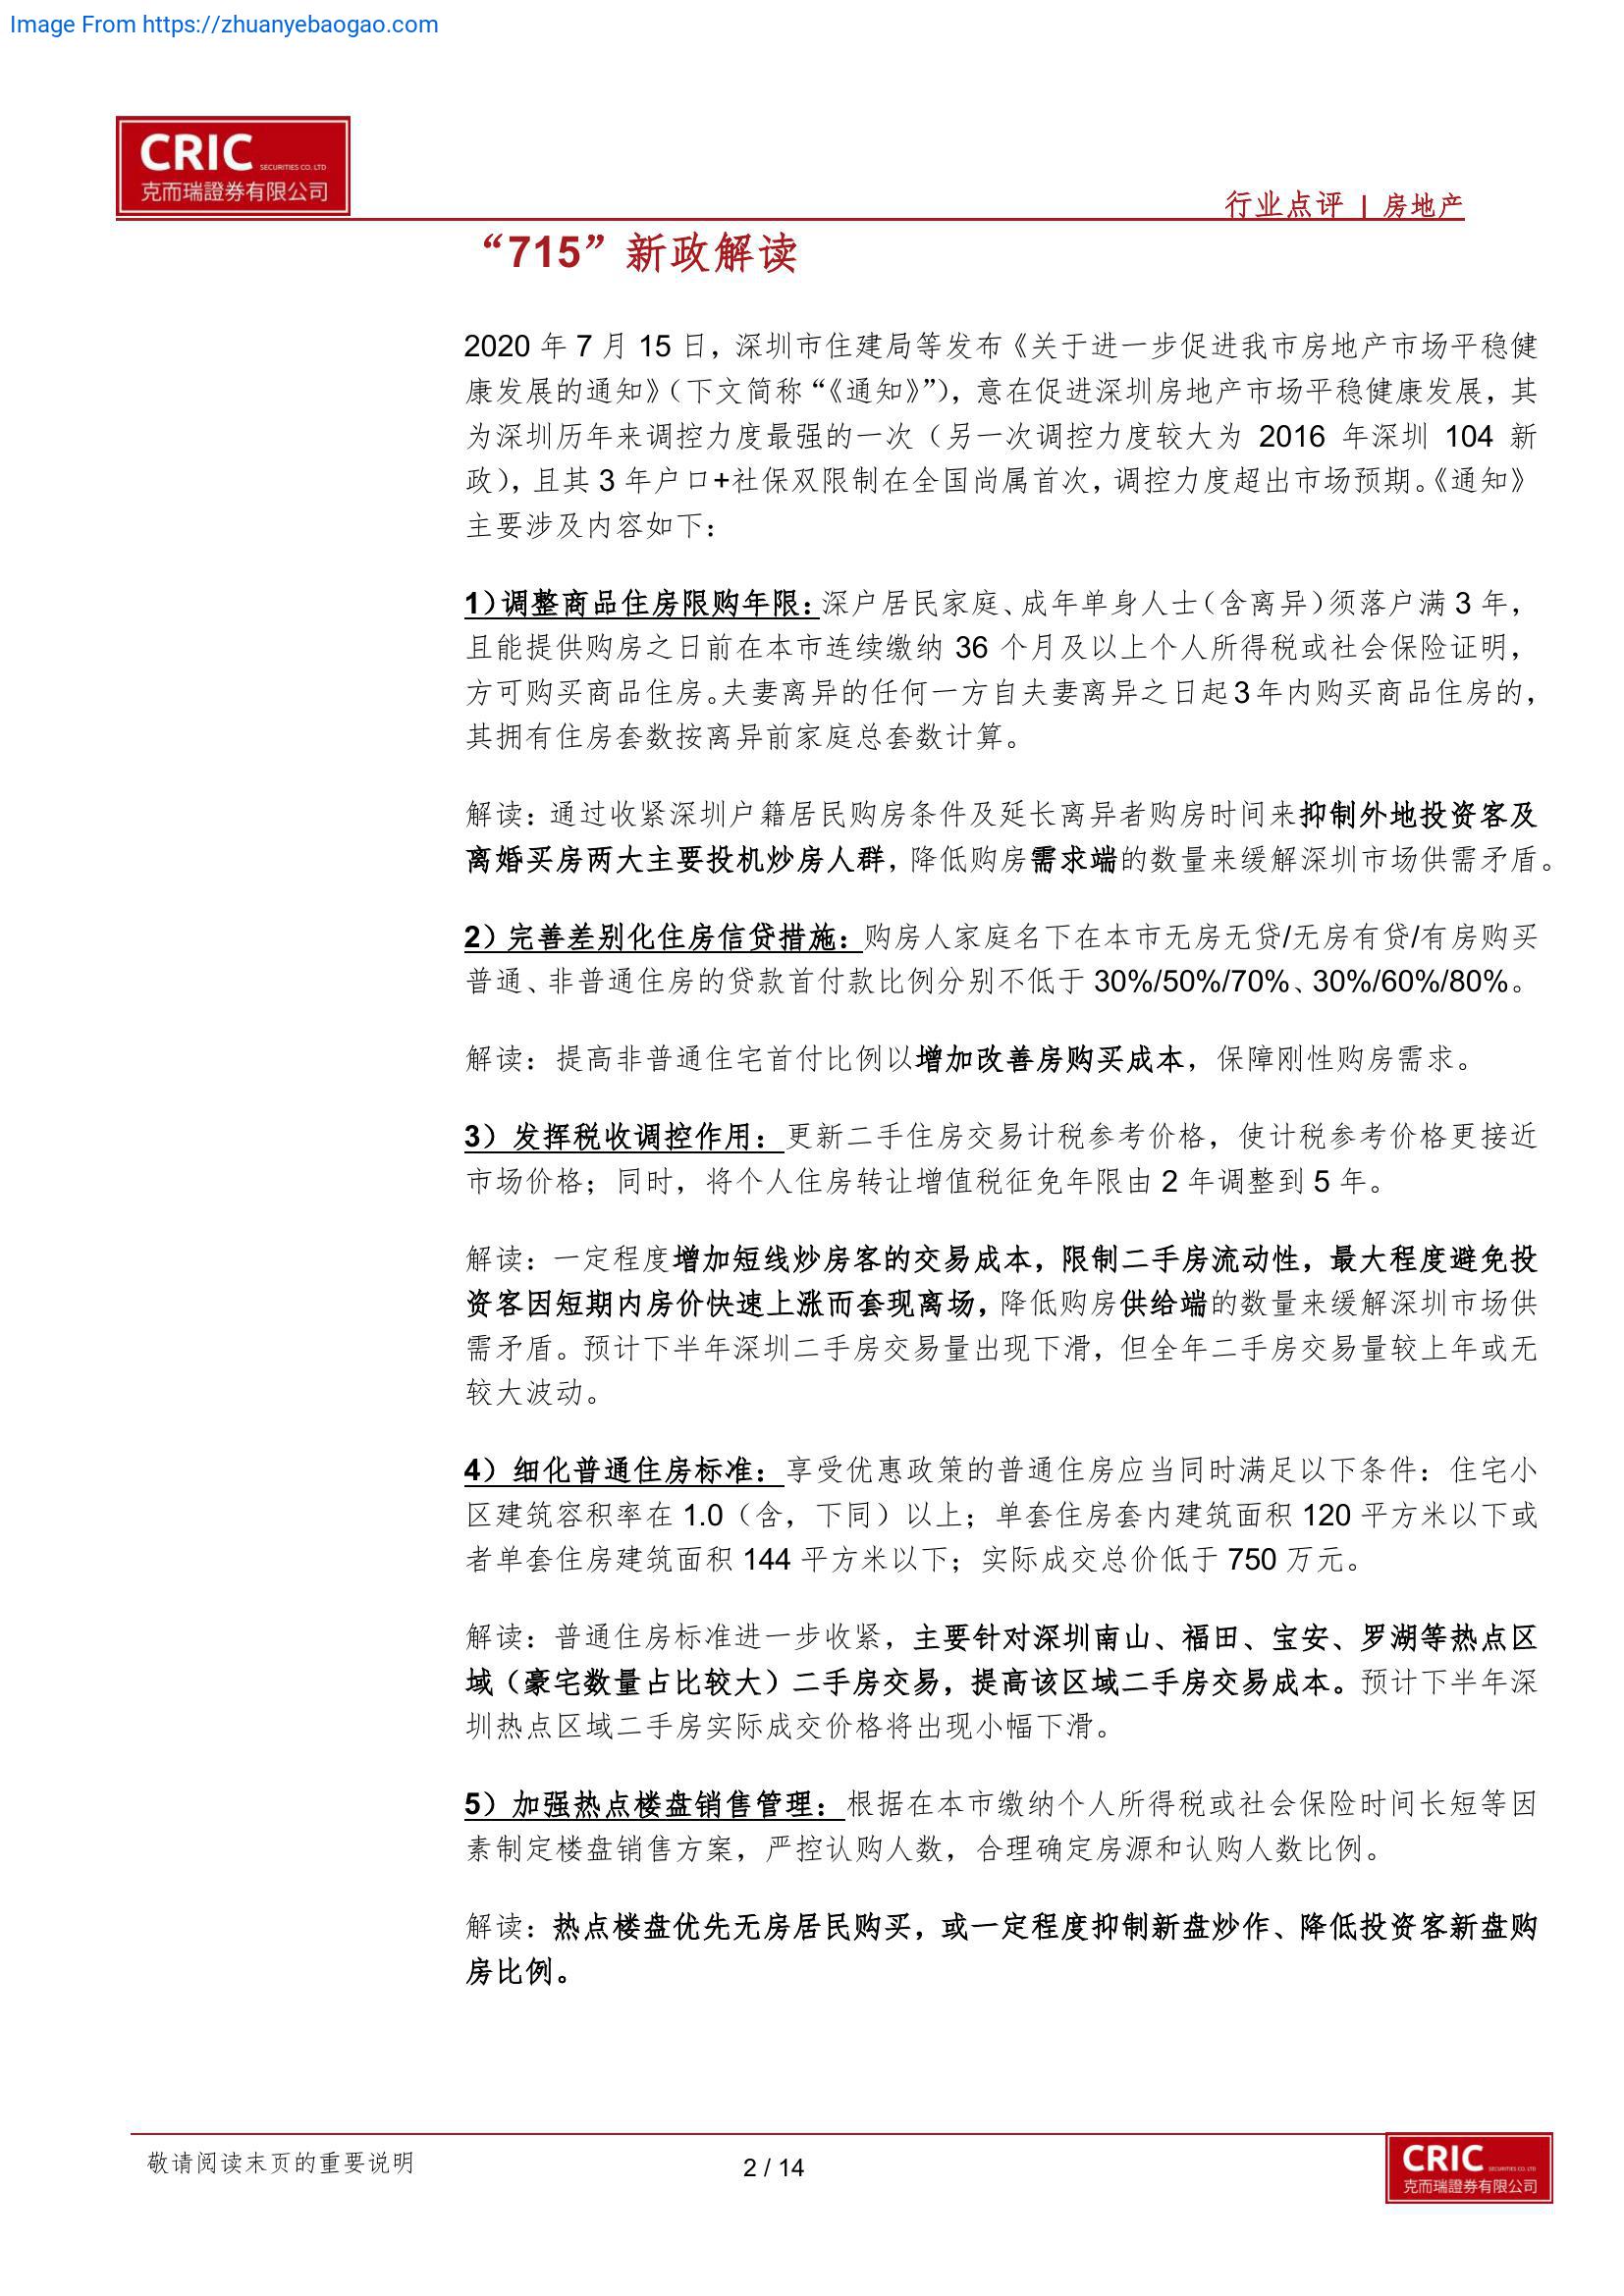 Image From https://zhuanyebaogao.com
CRIC SECURITIES CO. LTD
克而瑞證券有限公司
行业点评 | 房地产
“715”新政解读
2020 年 7 月 15 日，深圳市住建局等发布《关于进一步促进我市房地产市场平稳健
康发展的通知》（下文简称“《通知》”），意在促进深圳房地产市场平稳健康发展，其
为深圳历年来调控力度最强的一次（另一次调控力度较大为 2016 年深圳 104 新
政），且其 3 年户口+社保双限制在全国尚属首次，调控力度超出市场预期。《通知》
主要涉及内容如下：
1）调整商品住房限购年限：深户居民家庭、成年单身人士（含离异）须落户满 3 年，
且能提供购房之日前在本市连续缴纳 36 个月及以上个人所得税或社会保险证明，
方可购买商品住房。夫妻离异的任何一方自夫妻离异之日起 3 年内购买商品住房的，
其拥有住房套数按离异前家庭总套数计算。
解读：通过收紧深圳户籍居民购房条件及延长离异者购房时间来抑制外地投资客及
离婚买房两大主要投机炒房人群，降低购房需求端的数量来缓解深圳市场供需矛盾。
2）完善差别化住房信贷措施：购房人家庭名下在本市无房无贷/无房有贷/有房购买
普通、非普通住房的贷款首付款比例分别不低于 30%/50%/70%、30%/60%/80%。
解读：提高非普通住宅首付比例以增加改善房购买成本，保障刚性购房需求。
3）发挥税收调控作用：更新二手住房交易计税参考价格，使计税参考价格更接近
市场价格；同时，将个人住房转让增值税征免年限由 2 年调整到 5 年。
解读：一定程度增加短线炒房客的交易成本，限制二手房流动性，最大程度避免投
资客因短期内房价快速上涨而套现离场，降低购房供给端的数量来缓解深圳市场供
需矛盾。预计下半年深圳二手房交易量出现下滑，但全年二手房交易量较上年或无
较大波动。
4）细化普通住房标准：享受优惠政策的普通住房应当同时满足以下条件：住宅小
区建筑容积率在 1.0（含，下同）以上；单套住房套内建筑面积 120 平方米以下或
者单套住房建筑面积 144 平方米以下；实际成交总价低于 750 万元。
解读：普通住房标准进一步收紧，主要针对深圳南山、福田、宝安、罗湖等热点区
域（豪宅数量占比较大）二手房交易，提高该区域二手房交易成本。预计下半年深
圳热点区域二手房实际成交价格将出现小幅下滑。
5）加强热点楼盘销售管理：根据在本市缴纳个人所得税或社会保险时间长短等因
素制定楼盘销售方案，严控认购人数，合理确定房源和认购人数比例。
解读：热点楼盘优先无房居民购买，或一定程度抑制新盘炒作、降低投资客新盘购
房比例。
敬请阅读末页的重要说明
2 / 14
CRIC SECURITIES CO. LTD
克而瑞證券有限公司